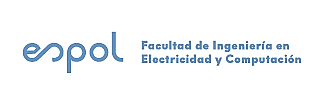 espol
Facultad de Ingeniería en
Electricidad y Computación